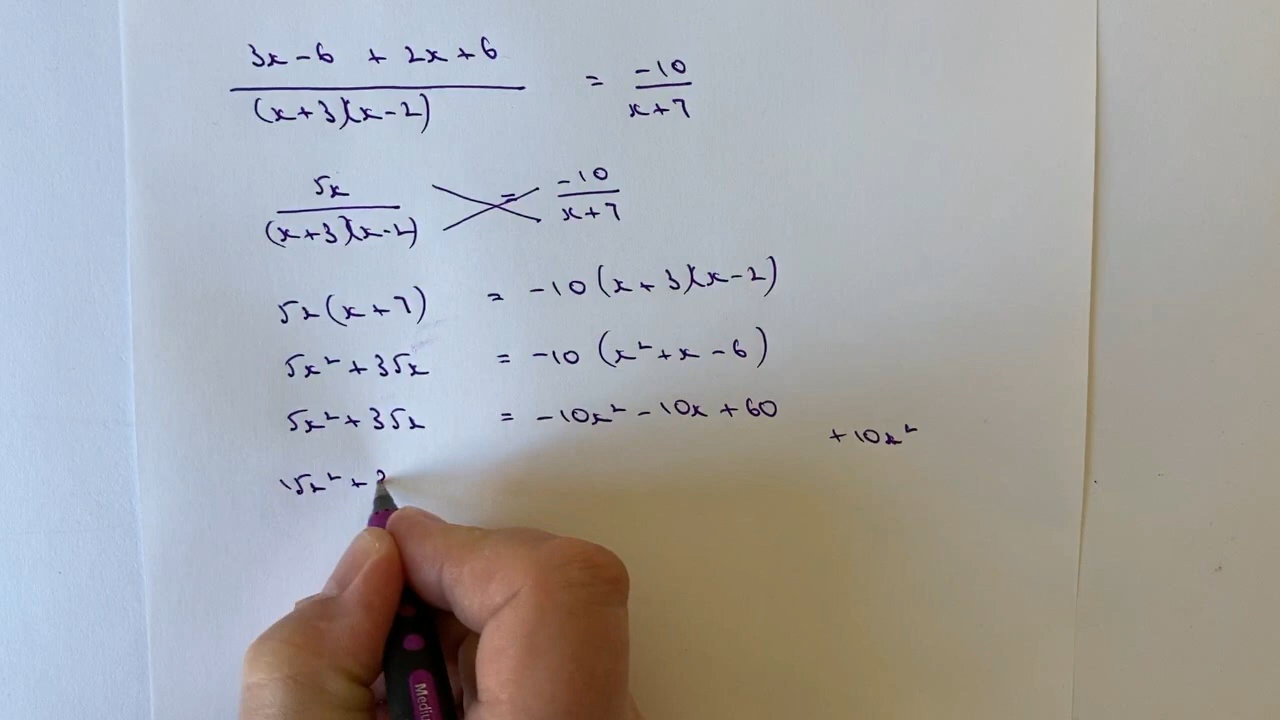 3x - 6 + 2x + 6 / (x+3)(x-2) = -10 / x+7
5x / (x+3)(x-2) = -10 / x+7
5x(x+7) = -10(x+3)(x-2)
5x² + 35x = -10(x² + x - 6)
5x² + 35x = -10x² - 10x + 60
+10x²
15x² +